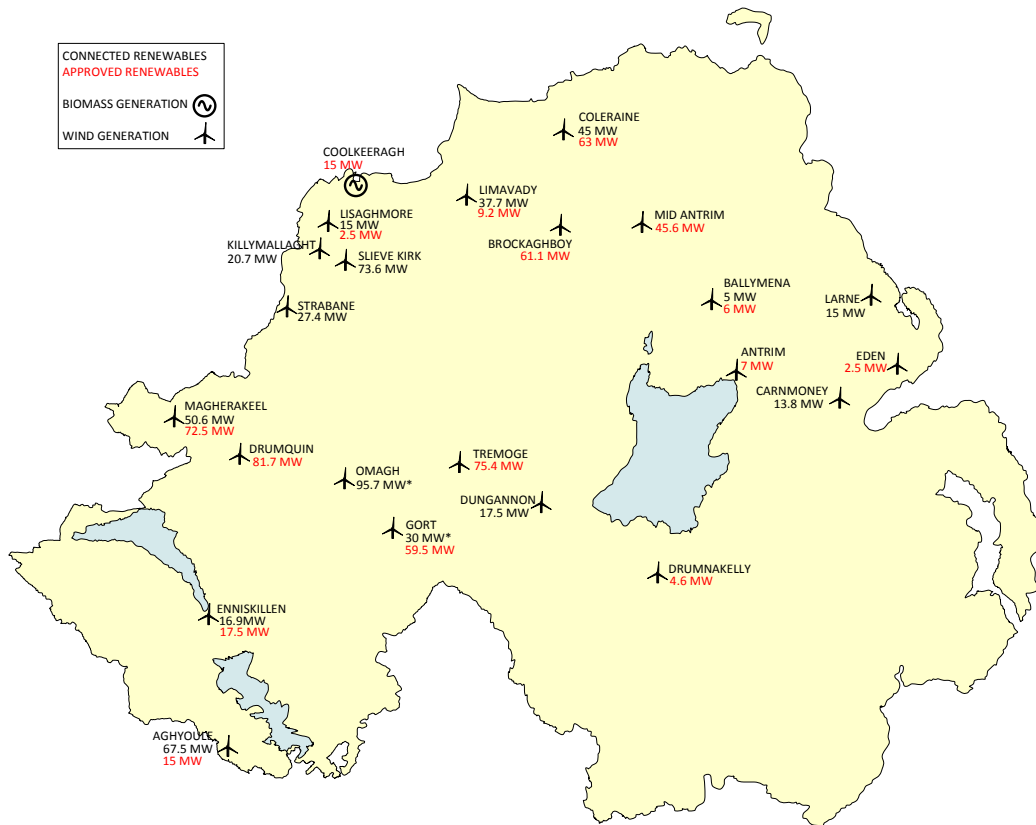 CONNECTED RENEWABLES
APPROVED RENEWABLES
BIOMASS GENERATION
WIND GENERATION
COLERAINE
45 MW
63 MW
COOLKEERAGH
15 MW
LIMAVADY
37.7 MW
9.2 MW
LISAGHMORE
15 MW
2.5 MW
MID ANTRIM
45.6 MW
BROCKAGHBOY
61.1 MW
KILLYMALLAGHT
20.7 MW
SLIEVE KIRK
73.6 MW
STRABANE
27.4 MW
BALLYMENA
5 MW
6 MW
LARNE
15 MW
ANTRIM
7 MW
EDEN
2.5 MW
CARNMONEY
13.8 MW
MAGHERAKEEL
50.6 MW
72.5 MW
DRUMQUIN
81.7 MW
OMAGH
95.7 MW*
TREMOGE
75.4 MW
DUNGANNON
17.5 MW
GORT
30 MW*
59.5 MW
DRUMNAKELLY
4.6 MW
ENNISKILLEN
16.9MW
17.5 MW
AGHYOULE
67.5 MW
15 MW